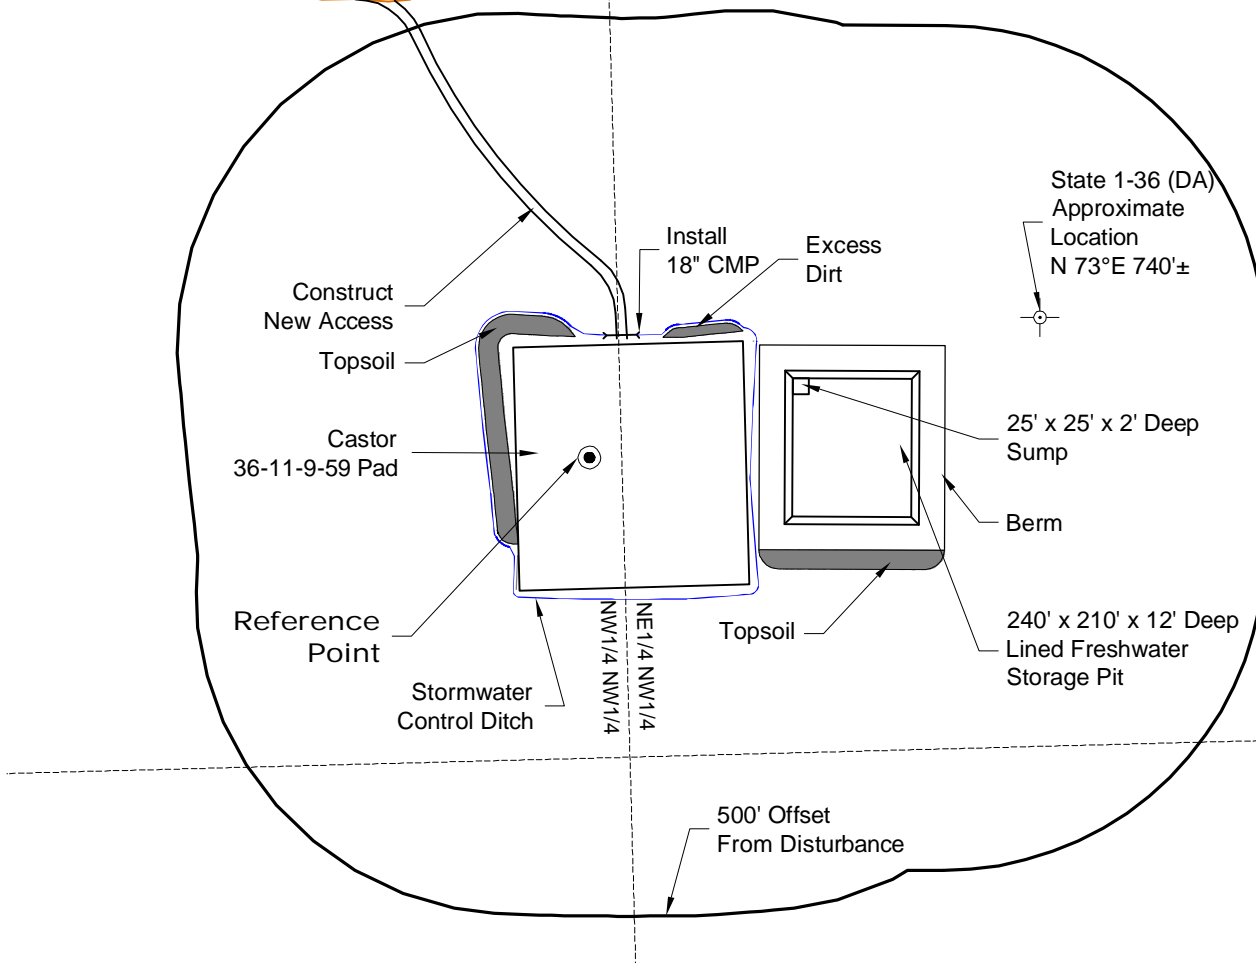 State 1-36 (DA)
Approximate
Location
N 73°E 740'±
Install
18" CMP
Excess
Dirt
Construct
New Access
Topsoil
Castor
36-11-9-59 Pad
25' x 25' x 2' Deep
Sump
Berm
Reference
Point
Topsoil
240' x 210' x 12' Deep
Lined Freshwater
Storage Pit
Stormwater
Control Ditch
NW1/4 NW1/4
NE1/4 NW1/4
500' Offset
From Disturbance